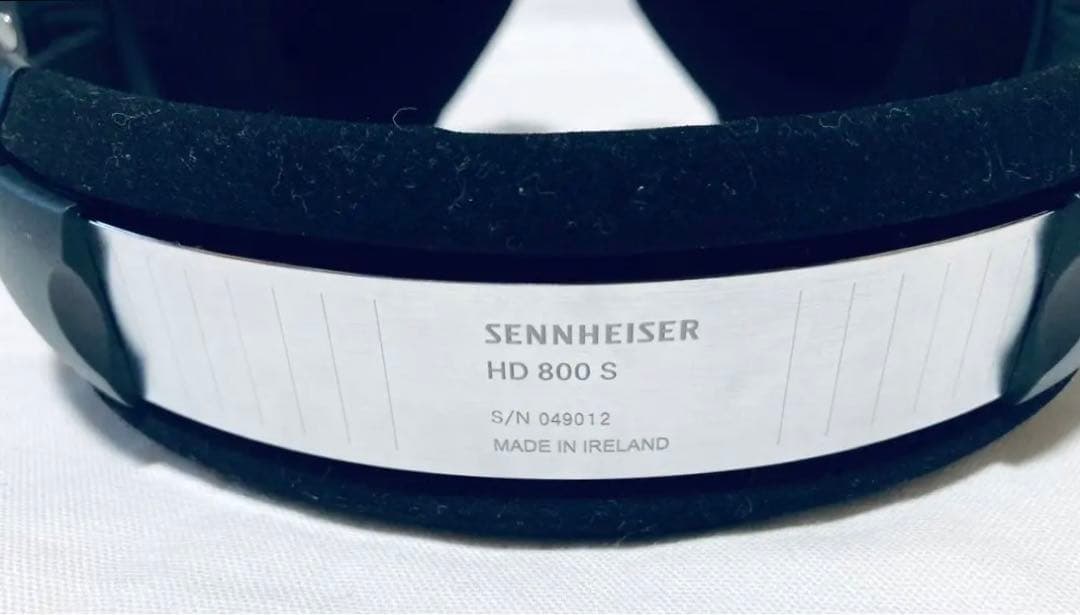 SENNHEISER
HD 800 S
S/N 049012
MADE IN IRELAND